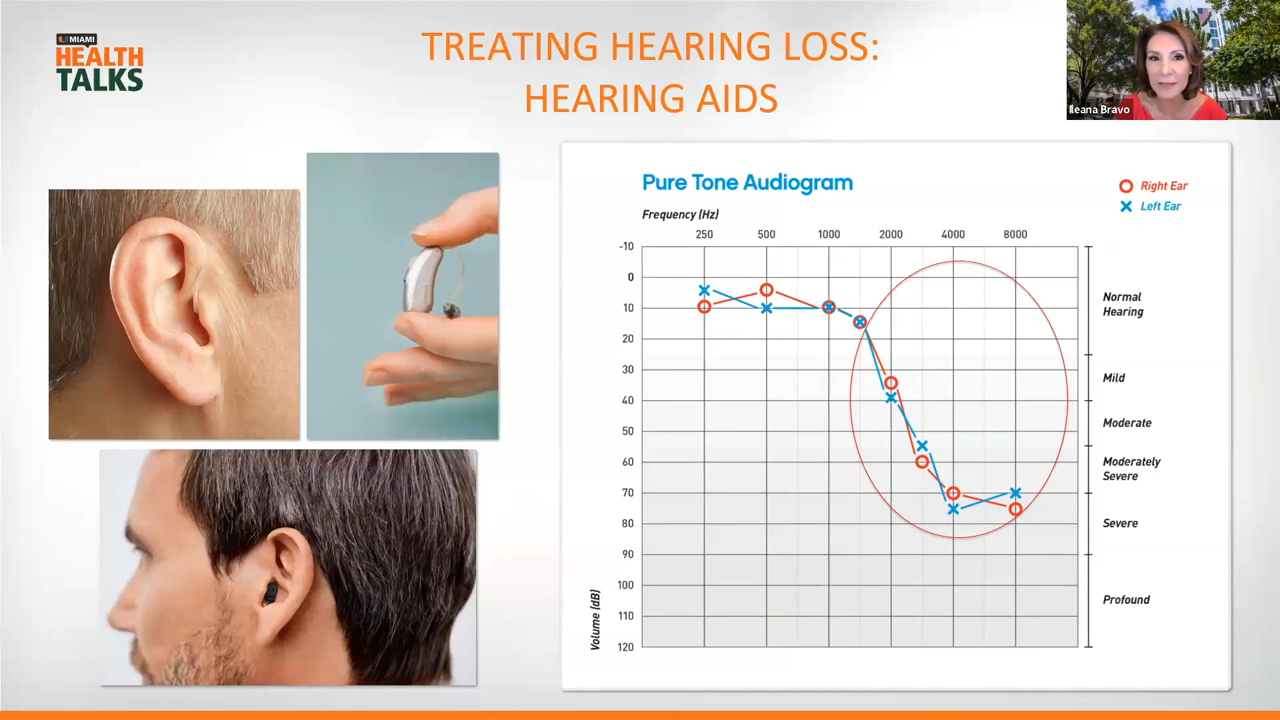 U MIAMI
HEALTH
TALKS
TREATING HEARING LOSS:
HEARING AIDS
Ileana Bravo
Pure Tone Audiogram
Right Ear
Left Ear
Frequency (Hz)
250 500 1000 2000 4000 8000
-10
0
10
20
30
40
50
60
70
80
90
100
110
120
Volume (dB)
Normal
Hearing
Mild
Moderate
Moderately
Severe
Severe
Profound